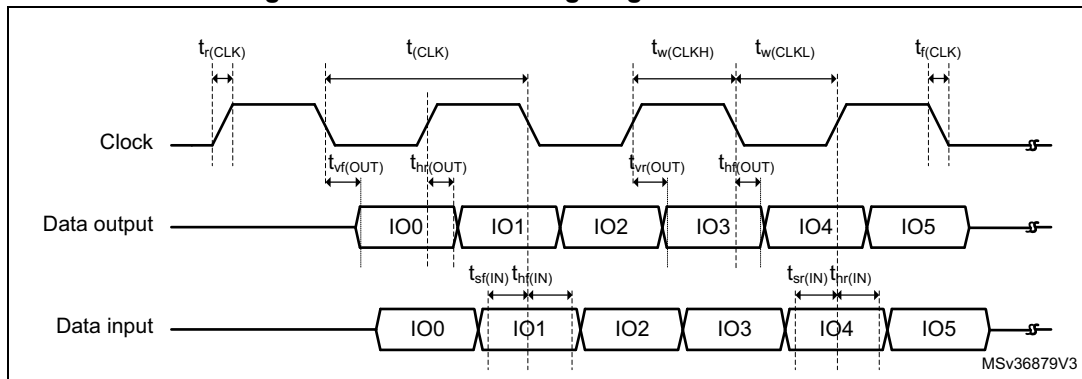 t_r(CLK) t_(CLK) t_w(CLKH) t_w(CLKL) t_f(CLK)
Clock
t_vf(OUT) t_hr(OUT) t_vr(OUT) t_hf(OUT)
Data output IO0 IO1 IO2 IO3 IO4 IO5
t_sf(IN) t_hf(IN) t_sr(IN) t_hr(IN)
Data input IO0 IO1 IO2 IO3 IO4 IO5
MSv36879V3